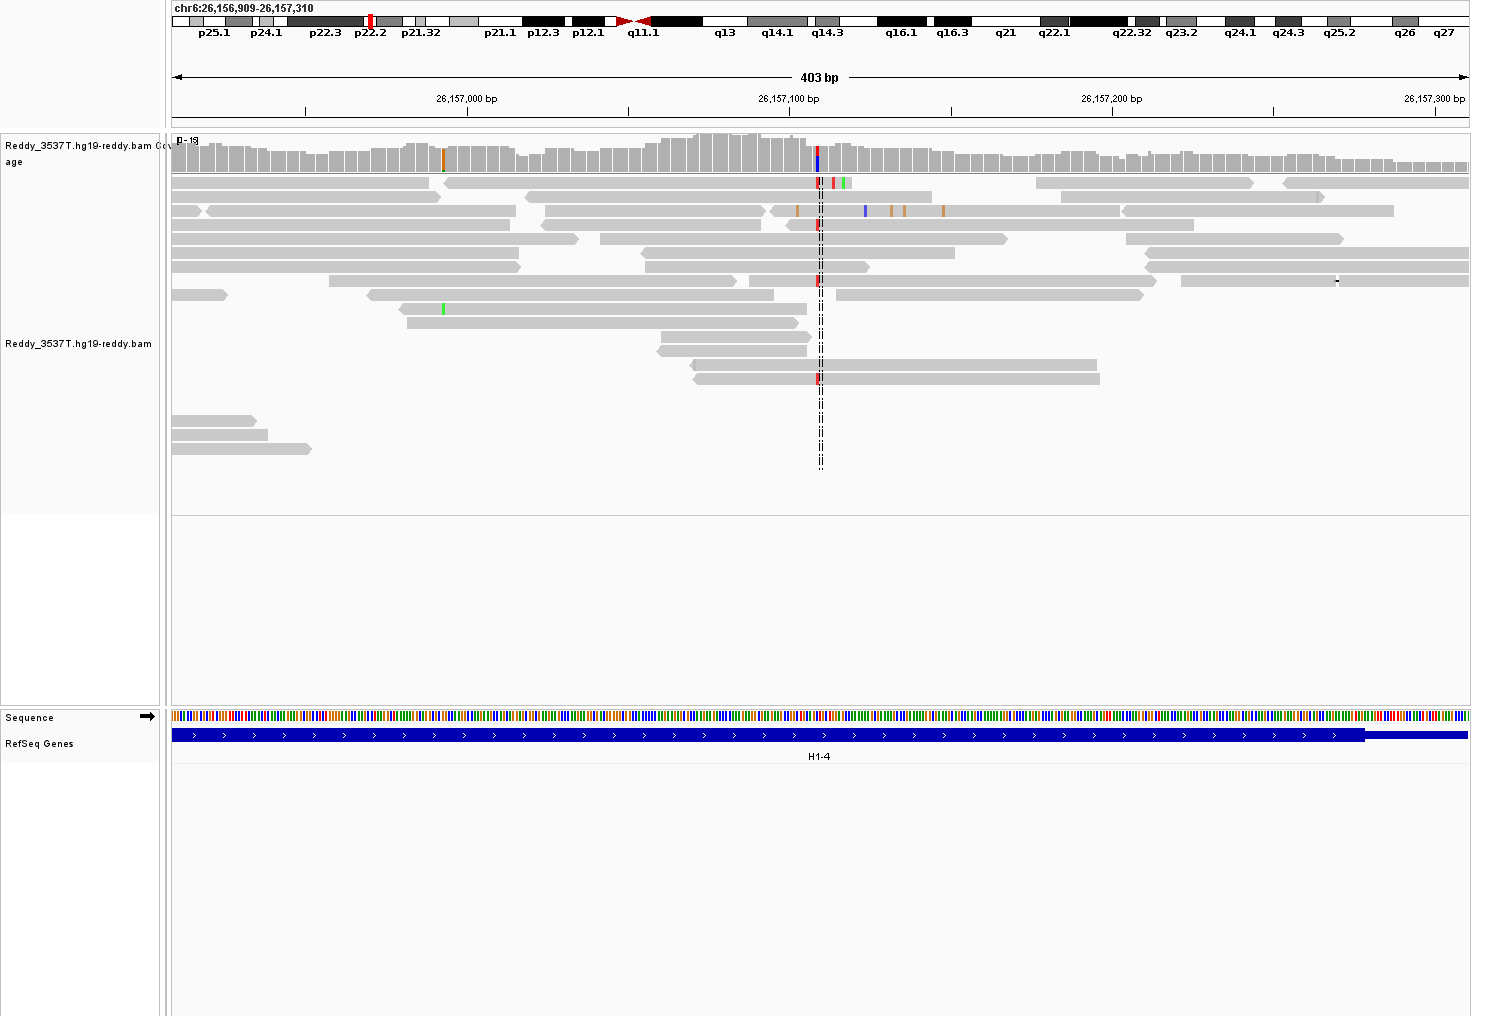 chr6:26,156,909-26,157,310
p25.1 p24.1 p22.3 p22.2 p21.32 p21.1 p12.3 p12.1 q11.1 q13 q14.1 q14.3 q16.1 q16.3 q21 q22.1 q22.32 q23.2 q24.1 q24.3 q25.2 q26 q27
403 bp
26,157,000 bp 26,157,100 bp 26,157,200 bp 26,157,300 bp
Reddy_3537T.hg19-reddy.bam Cov
age
Reddy_3537T.hg19-reddy.bam
Sequence
RefSeq Genes
H1-4